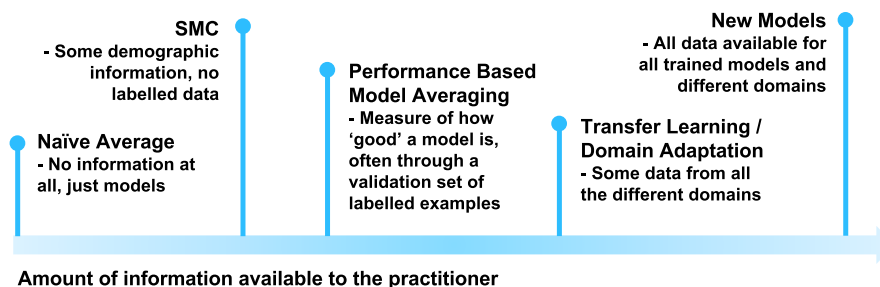 Naïve Average
- No information at
all, just models
SMC
- Some demographic
information, no
labelled data
Performance Based
Model Averaging
- Measure of how
‘good’ a model is,
often through a
validation set of
labelled examples
Transfer Learning /
Domain Adaptation
- Some data from all
the different domains
New Models
- All data available for
all trained models and
different domains
Amount of information available to the practitioner